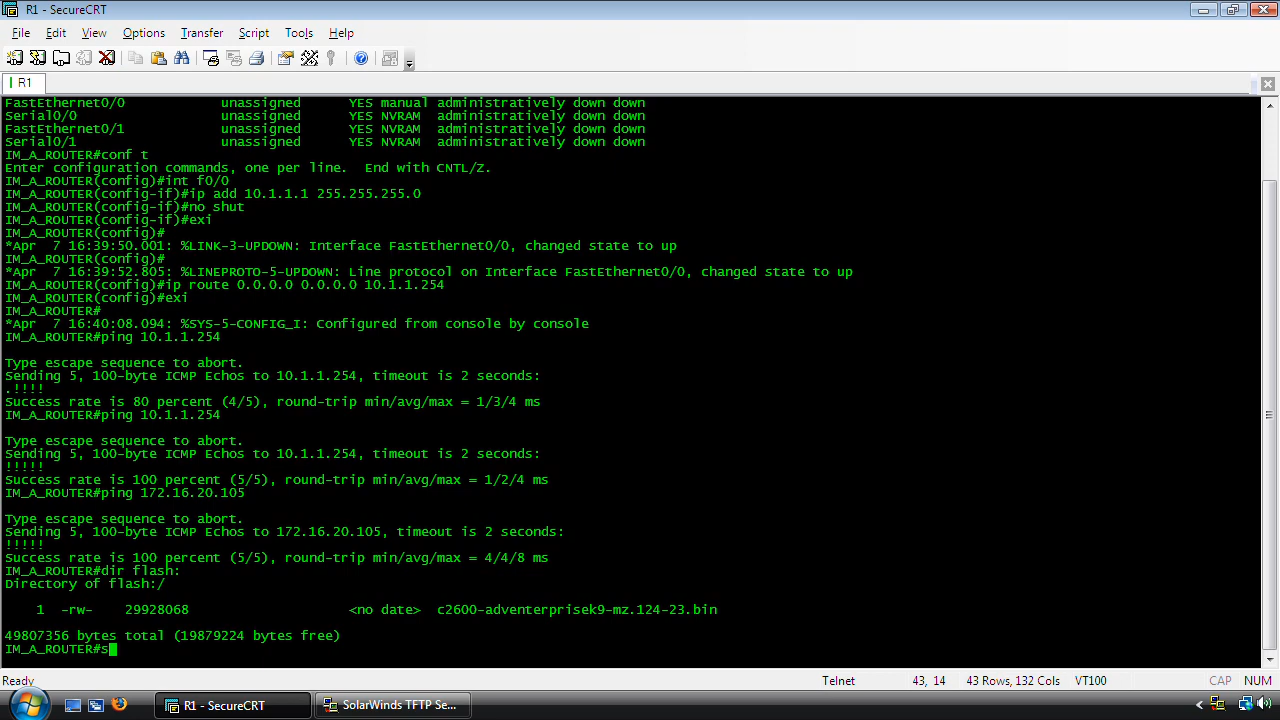 R1 - SecureCRT
File Edit View Options Transfer Script Tools Help
R1
FastEthernet0/0            unassigned      YES manual administratively down down
Serial0/0                  unassigned      YES NVRAM  administratively down down
FastEthernet0/1            unassigned      YES NVRAM  administratively down down
Serial0/1                  unassigned      YES NVRAM  administratively down down
IM_A_ROUTER#conf t
Enter configuration commands, one per line.  End with CNTL/Z.
IM_A_ROUTER(config)#int f0/0
IM_A_ROUTER(config-if)#ip add 10.1.1.1 255.255.255.0
IM_A_ROUTER(config-if)#no shut
IM_A_ROUTER(config-if)#exi
IM_A_ROUTER(config)#
*Apr  7 16:39:50.001: %LINK-3-UPDOWN: Interface FastEthernet0/0, changed state to up
IM_A_ROUTER(config)#
*Apr  7 16:39:52.805: %LINEPROTO-5-UPDOWN: Line protocol on Interface FastEthernet0/0, changed state to up
IM_A_ROUTER(config)#ip route 0.0.0.0 0.0.0.0 10.1.1.254
IM_A_ROUTER(config)#exi
IM_A_ROUTER#
*Apr  7 16:40:08.094: %SYS-5-CONFIG_I: Configured from console by console
IM_A_ROUTER#ping 10.1.1.254
Type escape sequence to abort.
Sending 5, 100-byte ICMP Echos to 10.1.1.254, timeout is 2 seconds:
.!!!!
Success rate is 80 percent (4/5), round-trip min/avg/max = 1/3/4 ms
IM_A_ROUTER#ping 10.1.1.254
Type escape sequence to abort.
Sending 5, 100-byte ICMP Echos to 10.1.1.254, timeout is 2 seconds:
!!!!!
Success rate is 100 percent (5/5), round-trip min/avg/max = 1/2/4 ms
IM_A_ROUTER#ping 172.16.20.105
Type escape sequence to abort.
Sending 5, 100-byte ICMP Echos to 172.16.20.105, timeout is 2 seconds:
!!!!!
Success rate is 100 percent (5/5), round-trip min/avg/max = 4/4/8 ms
IM_A_ROUTER#dir flash:
Directory of flash:/
    1  -rw-    29928068                    <no date>  c2600-adventerprisek9-mz.124-23.bin
49807356 bytes total (19879224 bytes free)
IM_A_ROUTER#s
Ready Telnet 43, 14 43 Rows, 132 Cols VT100 CAP NUM
R1 - SecureCRT SolarWinds TFTP Se...